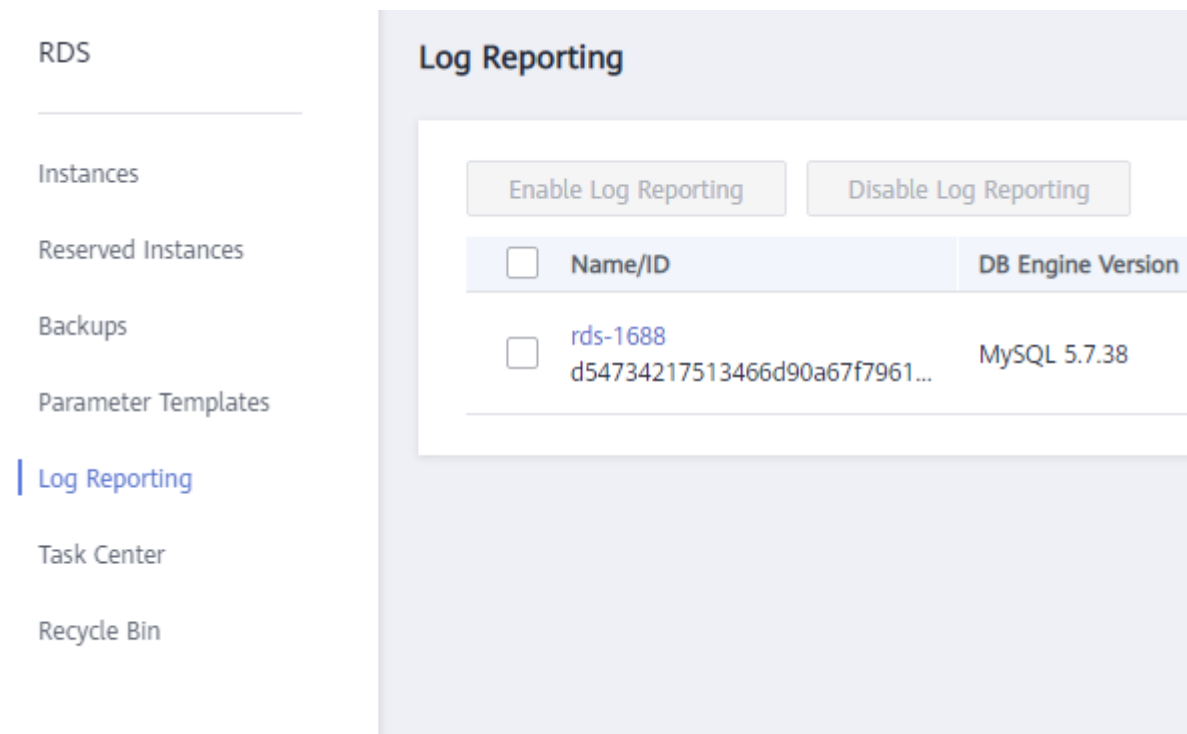 RDS
Instances
Reserved Instances
Backups
Parameter Templates
Log Reporting
Task Center
Recycle Bin
Log Reporting
Enable Log Reporting Disable Log Reporting
Name/ID DB Engine Version
rds-1688
d54734217513466d90a67f7961...
MySQL 5.7.38